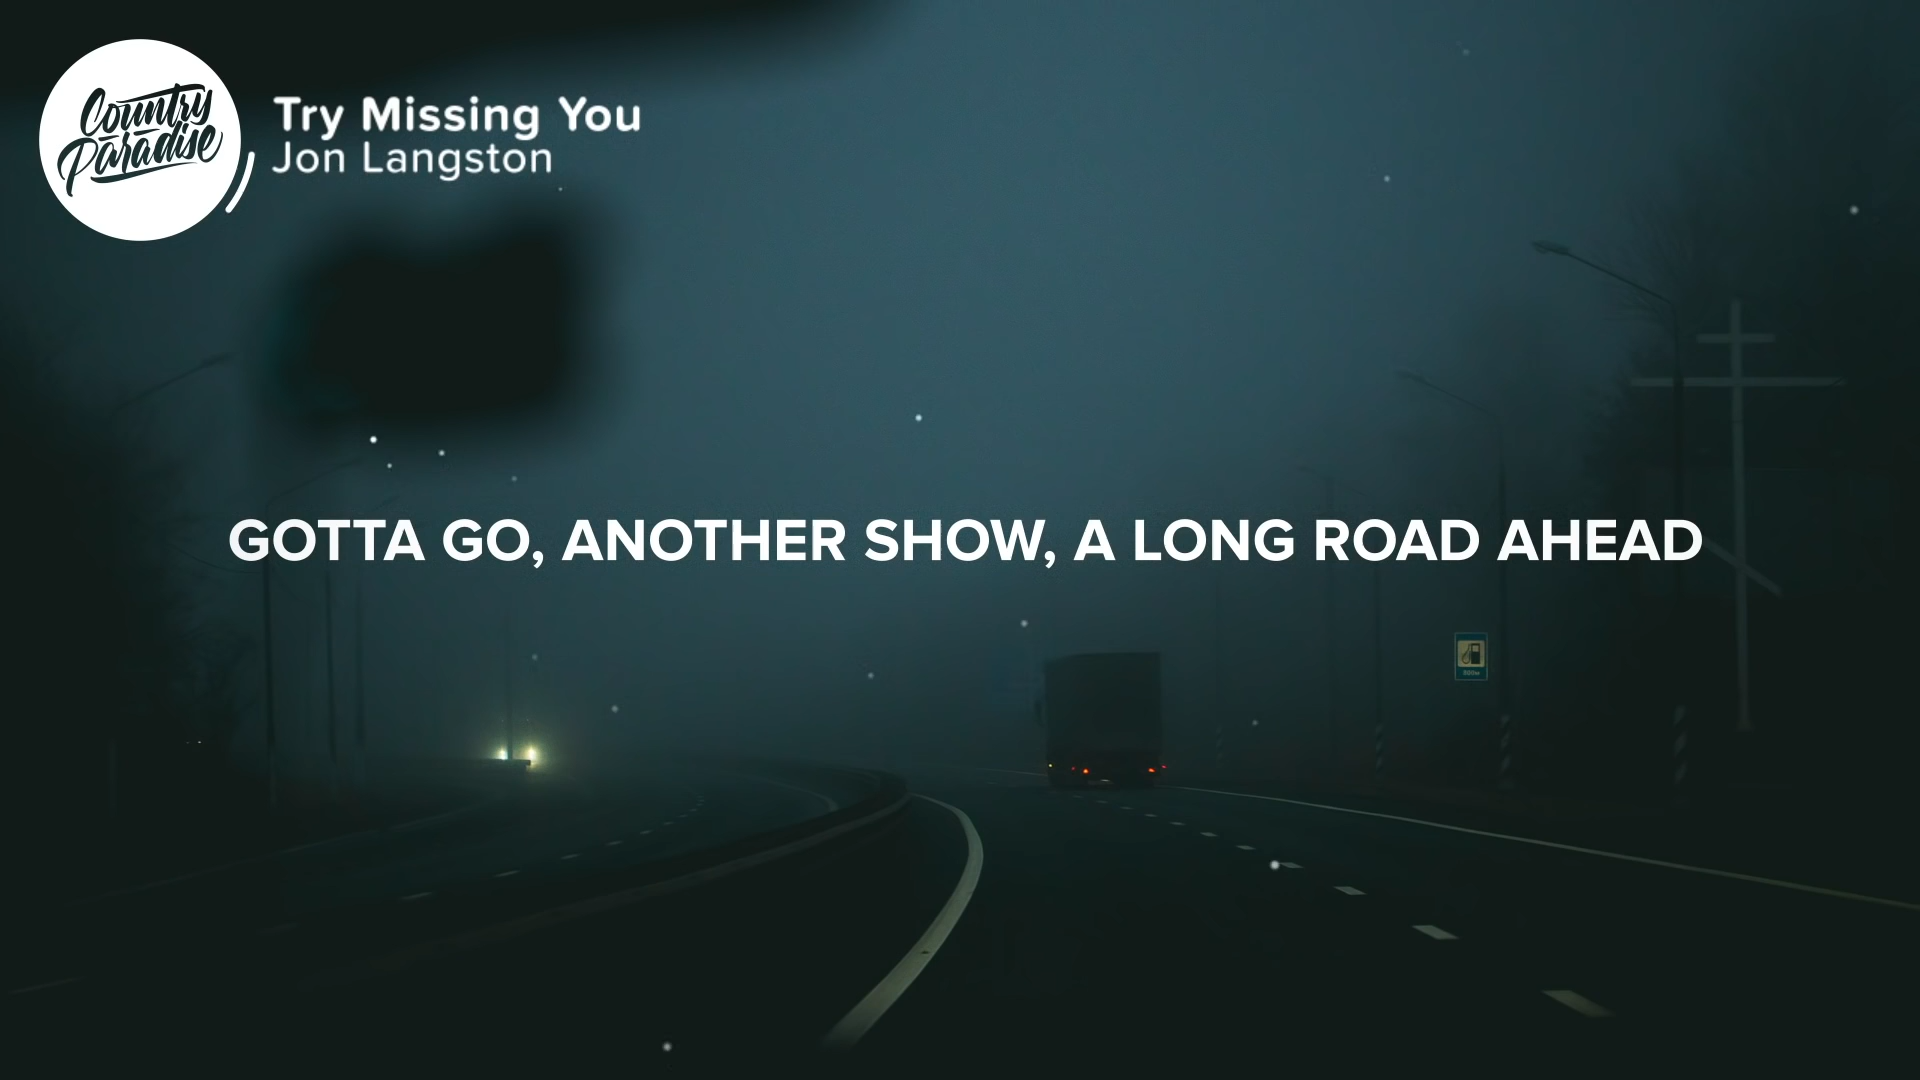 Country
Paradise
Try Missing You
Jon Langston
GOTTA GO, ANOTHER SHOW, A LONG ROAD AHEAD